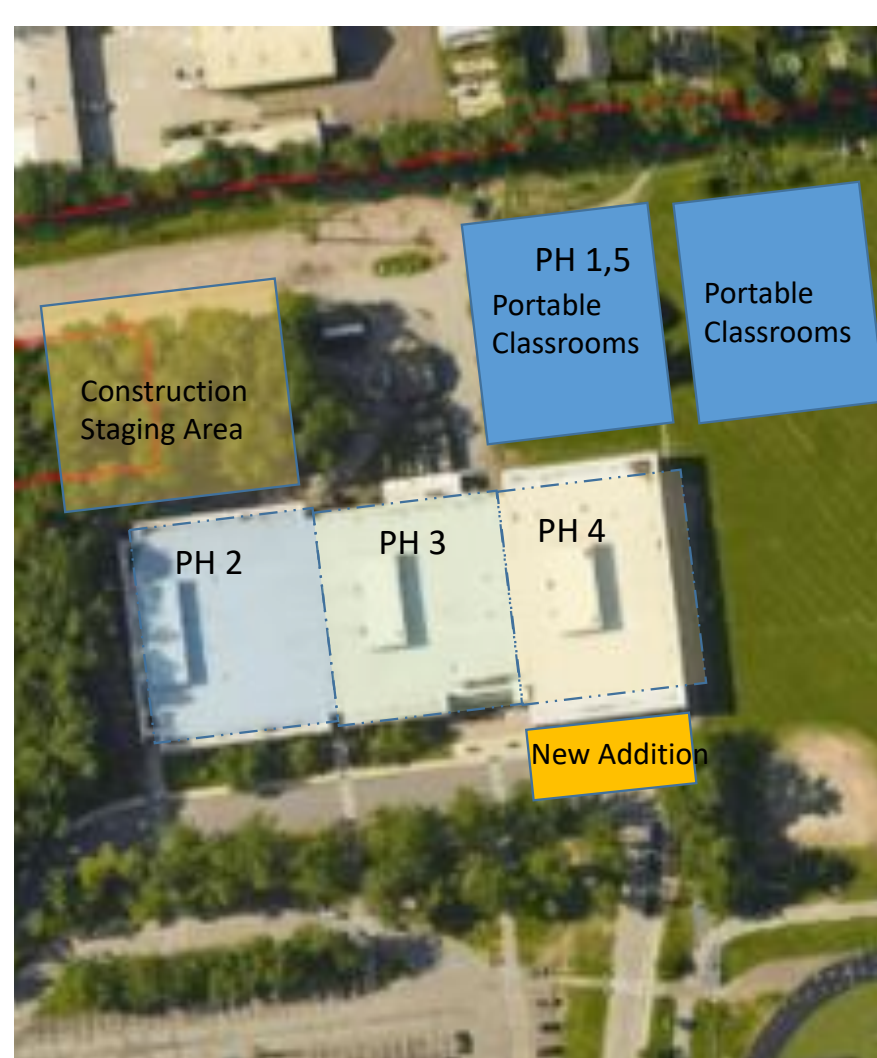 PH 1,5
Portable
Classrooms
Portable
Classrooms
Construction
Staging Area
PH 2
PH 3
PH 4
New Addition